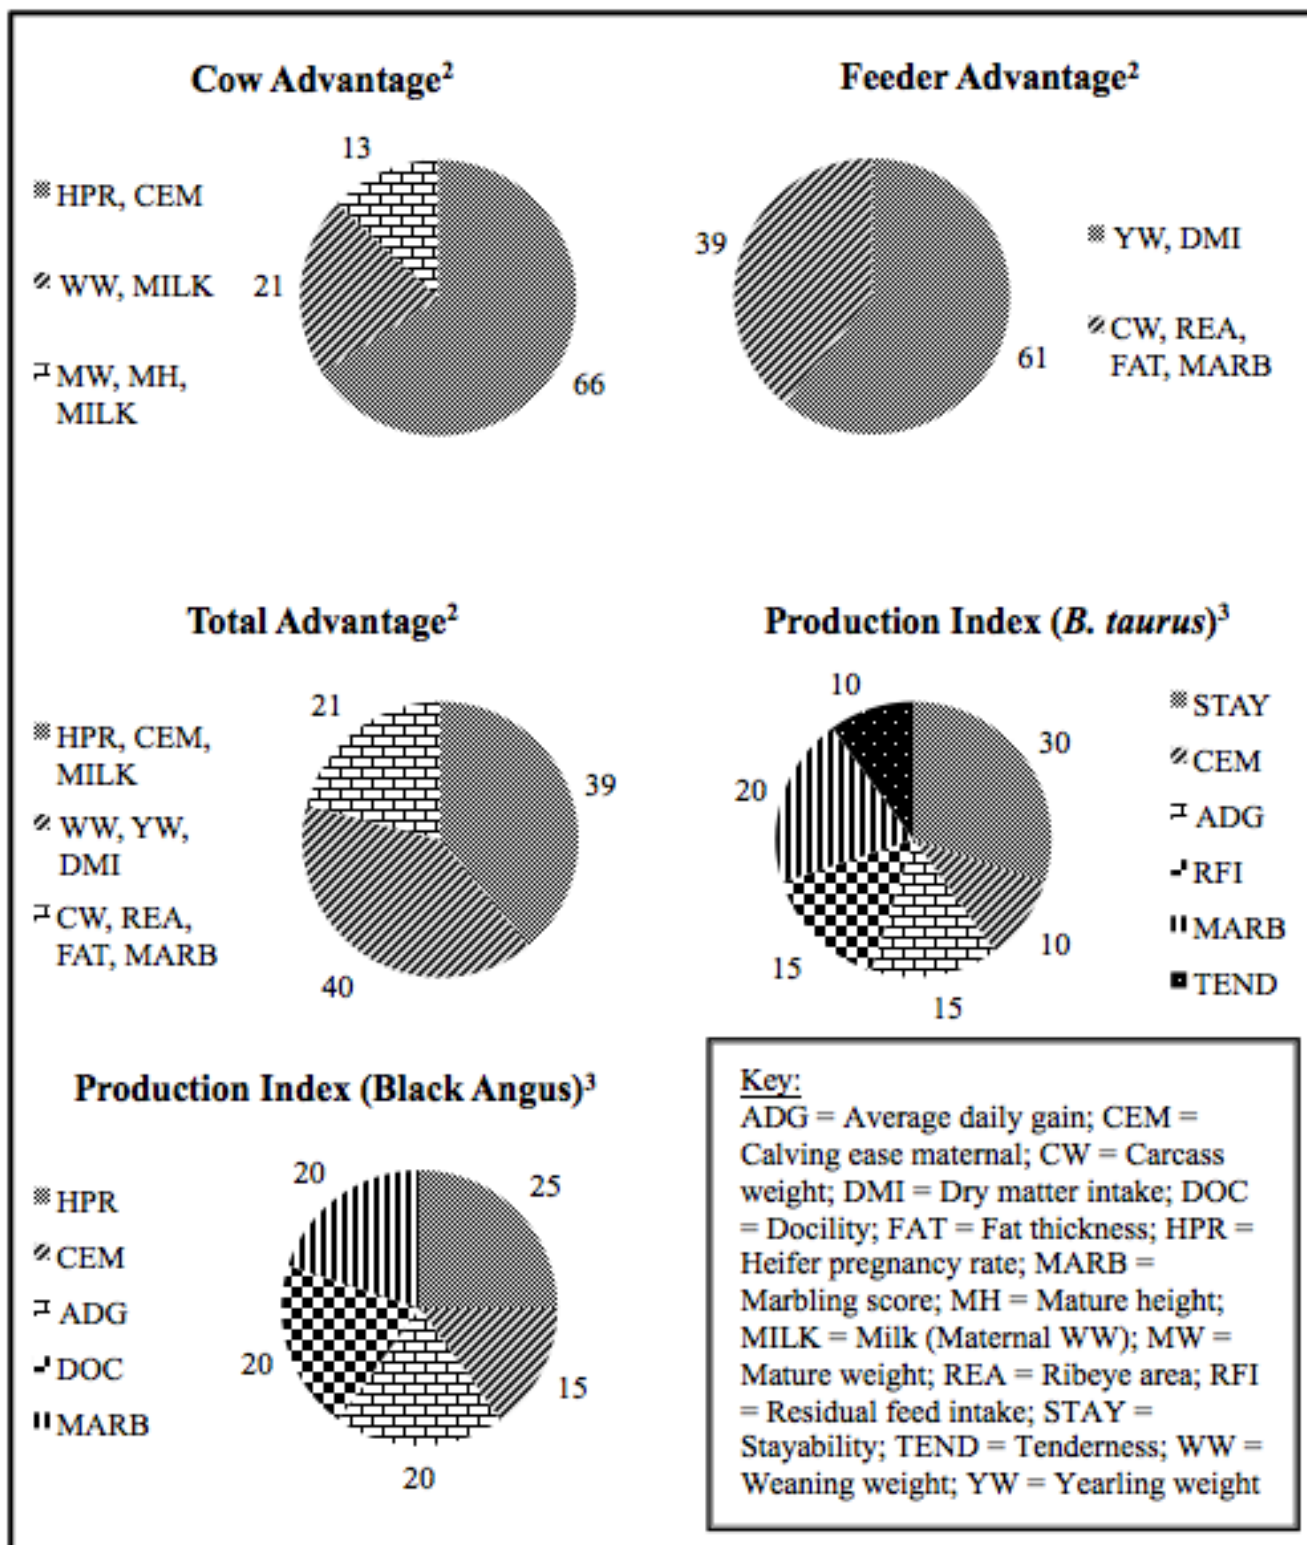 Cow Advantage²
13
HPR, CEM
WW, MILK
21
MW, MH,
MILK
66
Feeder Advantage²
39
YW, DMI
CW, REA,
FAT, MARB
61
Total Advantage²
21
HPR, CEM,
MILK
39
WW, YW,
DMI
CW, REA,
FAT, MARB
40
Production Index (B. taurus)³
10
STAY
30
CEM
20
ADG
RFI
MARB
10
15
TEND
15
Production Index (Black Angus)³
20
25
HPR
CEM
ADG
DOC
20
15
MARB
20
Key:
ADG = Average daily gain; CEM =
Calving ease maternal; CW = Carcass
weight; DMI = Dry matter intake; DOC
= Docility; FAT = Fat thickness; HPR =
Heifer pregnancy rate; MARB =
Marbling score; MH = Mature height;
MILK = Milk (Maternal WW); MW =
Mature weight; REA = Ribeye area; RFI
= Residual feed intake; STAY =
Stayability; TEND = Tenderness; WW =
Weaning weight; YW = Yearling weight